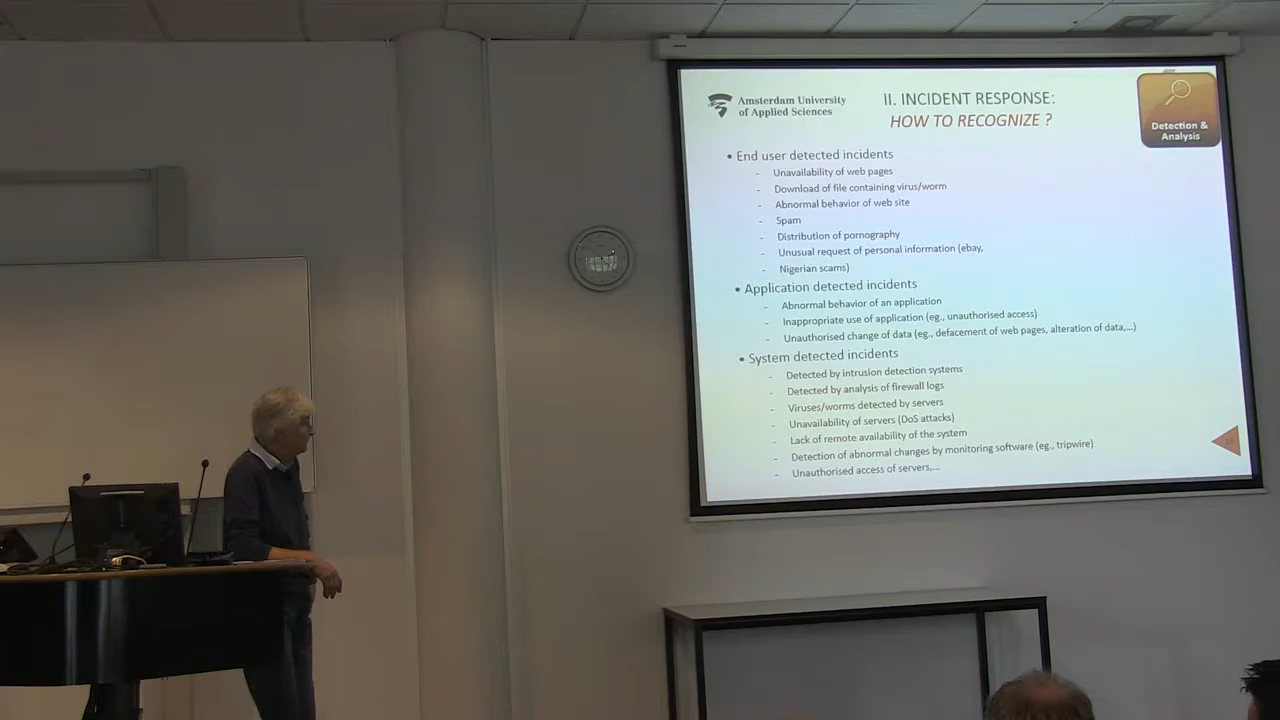 Amsterdam University
of Applied Sciences
II. INCIDENT RESPONSE:
HOW TO RECOGNIZE ?
Detection &
Analysis
• End user detected incidents
- Unavailability of web pages
- Download of file containing virus/worm
- Abnormal behavior of web site
- Spam
- Distribution of pornography
- Unusual request of personal information (ebay,
- Nigerian scams)
• Application detected incidents
- Abnormal behavior of an application
- Inappropriate use of application (eg., unauthorised access)
- Unauthorised change of data (eg., defacement of web pages, alteration of data,...)
• System detected incidents
- Detected by intrusion detection systems
- Detected by analysis of firewall logs
- Viruses/worms detected by servers
- Unavailability of servers (DoS attacks)
- Lack of remote availability of the system
- Detection of abnormal changes by monitoring software (eg., tripwire)
- Unauthorised access of servers,...